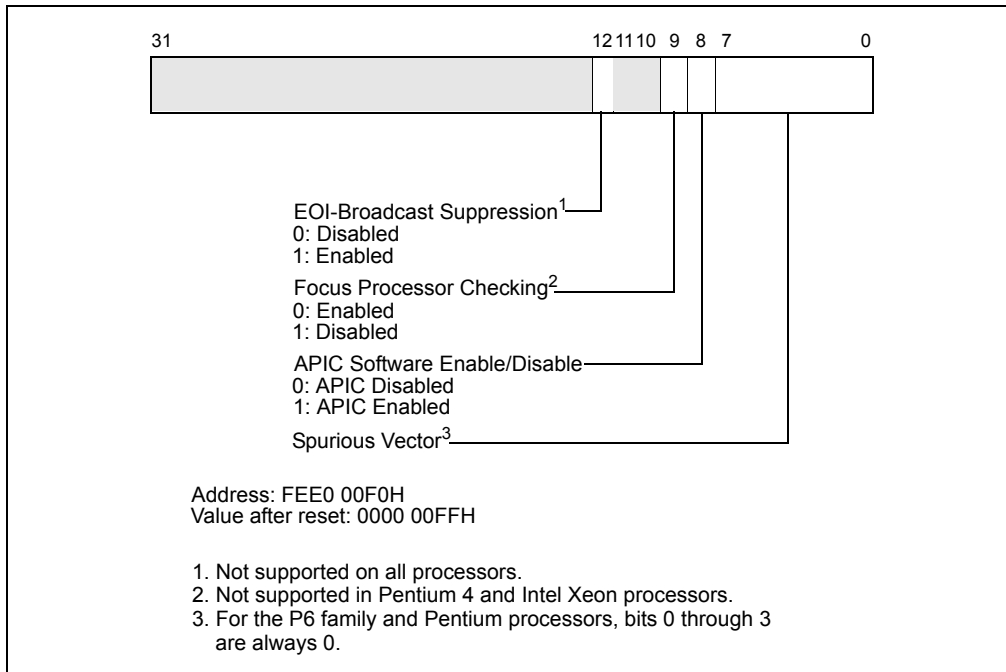 31 12 11 10 9 8 7 0
EOI-Broadcast Suppression1
0: Disabled
1: Enabled
Focus Processor Checking2
0: Enabled
1: Disabled
APIC Software Enable/Disable
0: APIC Disabled
1: APIC Enabled
Spurious Vector3
Address: FEE0 00F0H
Value after reset: 0000 00FFH
1. Not supported on all processors.
2. Not supported in Pentium 4 and Intel Xeon processors.
3. For the P6 family and Pentium processors, bits 0 through 3
are always 0.